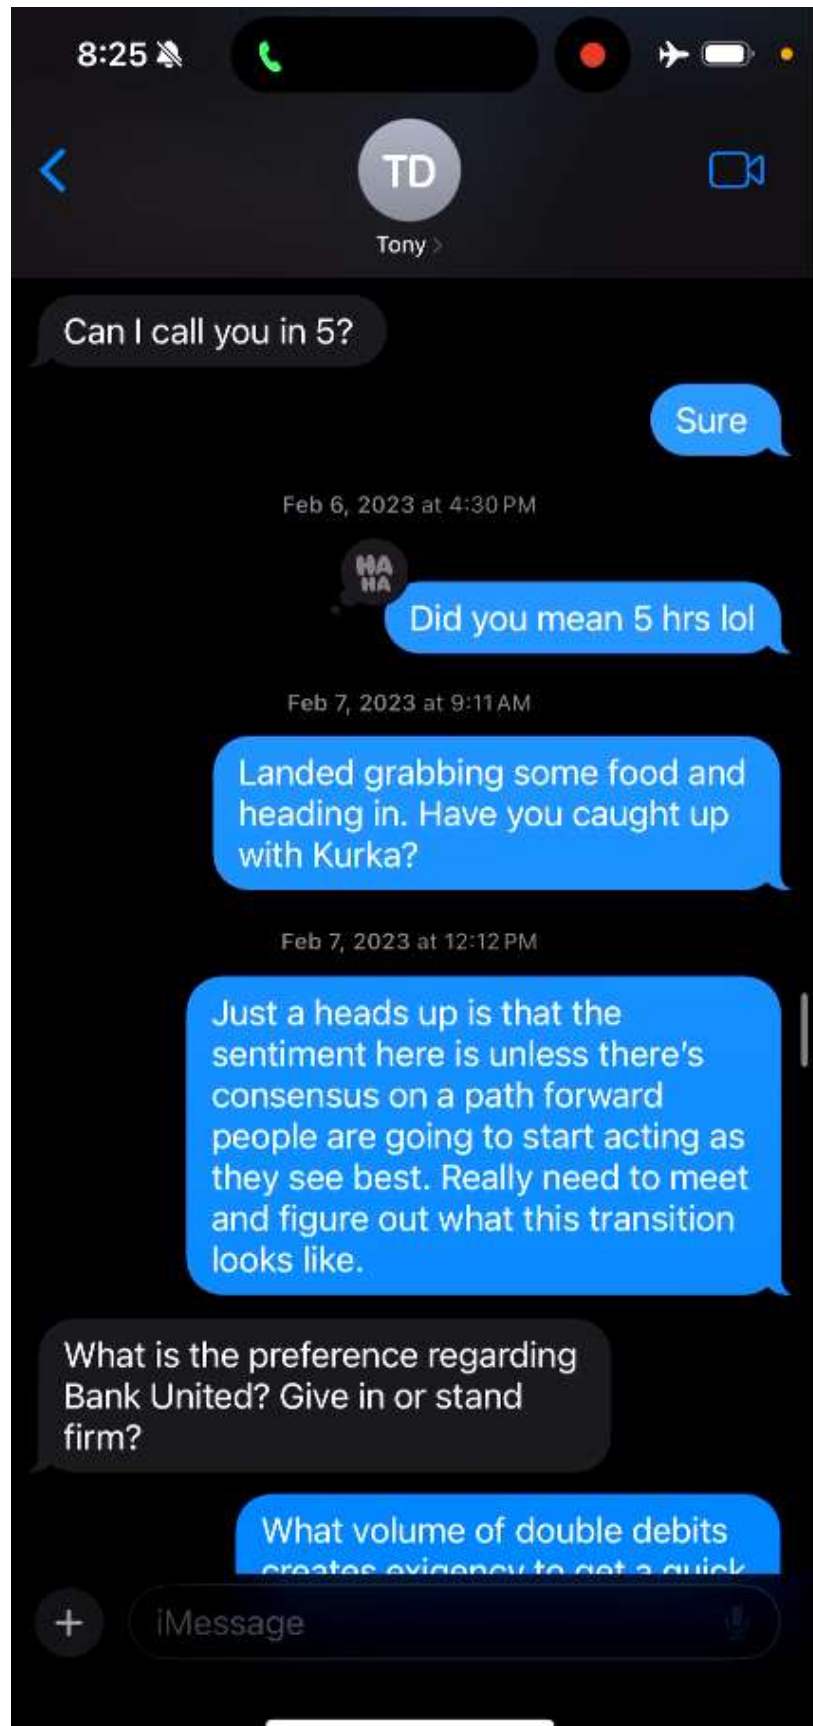 8:25
TD
Tony
Can I call you in 5?
Sure
Feb 6, 2023 at 4:30 PM
HA
HA
Did you mean 5 hrs lol
Feb 7, 2023 at 9:11 AM
Landed grabbing some food and
heading in. Have you caught up
with Kurka?
Feb 7, 2023 at 12:12 PM
Just a heads up is that the
sentiment here is unless there's
consensus on a path forward
people are going to start acting as
they see best. Really need to meet
and figure out what this transition
looks like.
What is the preference regarding
Bank United? Give in or stand
firm?
What volume of double debits
creates exigency to get a quick
iMessage